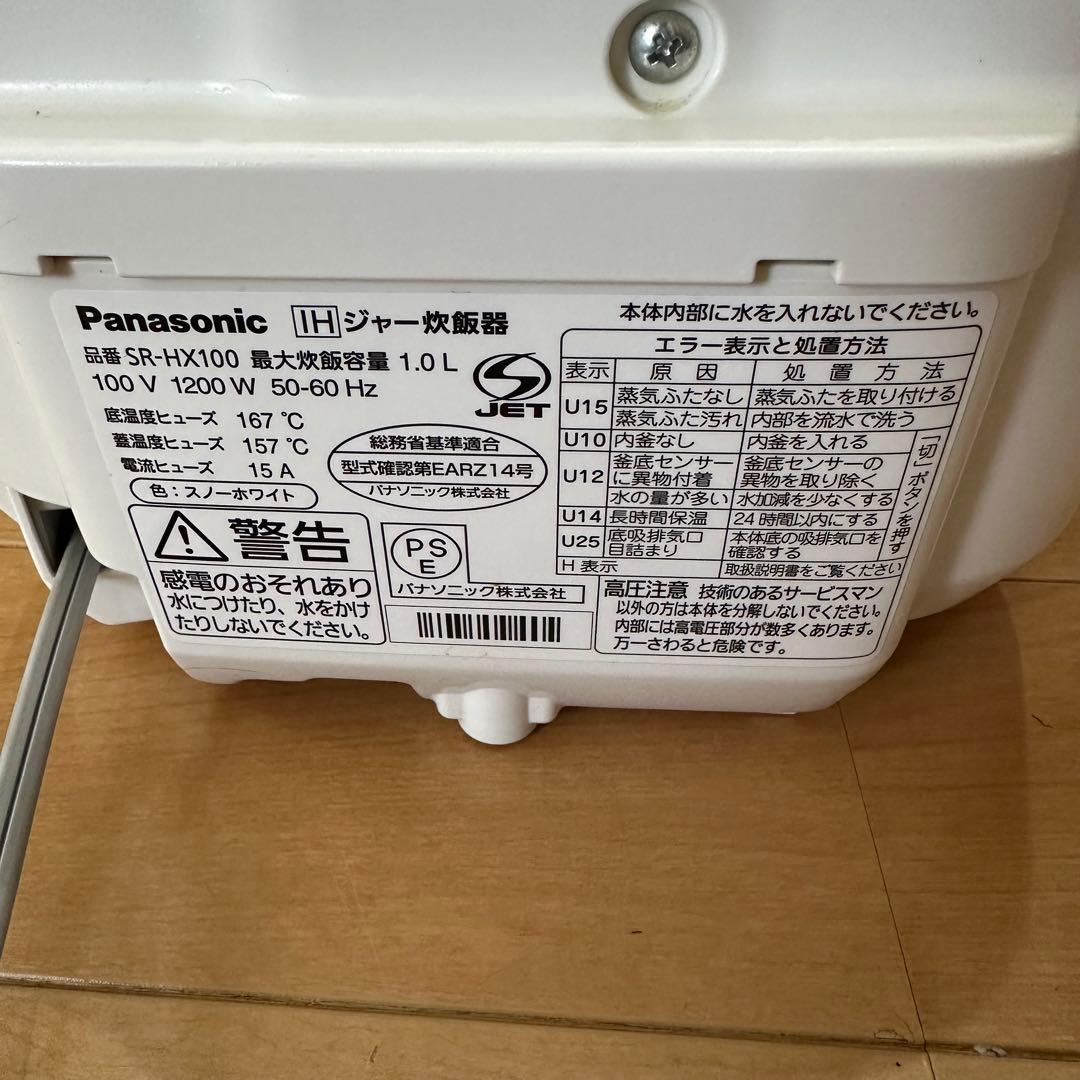 Panasonic IHジャー炊飯器
品番 SR-HX100 最大炊飯容量 1.0 L
100 V 1200 W 50-60 Hz
底温度ヒューズ 167 ℃
蓋温度ヒューズ 157 ℃
電流ヒューズ 15 A
色：スノーホワイト
S
JET
総務省基準適合
型式確認第EARZ14号
パナソニック株式会社
警告
感電のおそれあり
水につけたり、水をかけ
たりしないでください。
PS
E
パナソニック株式会社
本体内部に水を入れないでください。
エラー表示と処置方法
表示 原因 処置方法
U15 蒸気ふたなし 蒸気ふたを取り付ける
蒸気ふた汚れ 内部を流水で洗う
U10 内釜なし 内釜を入れる
U12 釜底センサーに異物付着 釜底センサーの異物を取り除く
水の量が多い 水加減を少なくする
U14 長時間保温 24時間以内にする
U25 底吸排気口目詰まり 本体底の吸排気口を確認する
「切」ボタンを押す
H 表示 取扱説明書をご覧ください
高圧注意 技術のあるサービスマン
以外の方は本体を分解しないでください。
内部には高電圧部分が数多くあります。
万一さわると危険です。